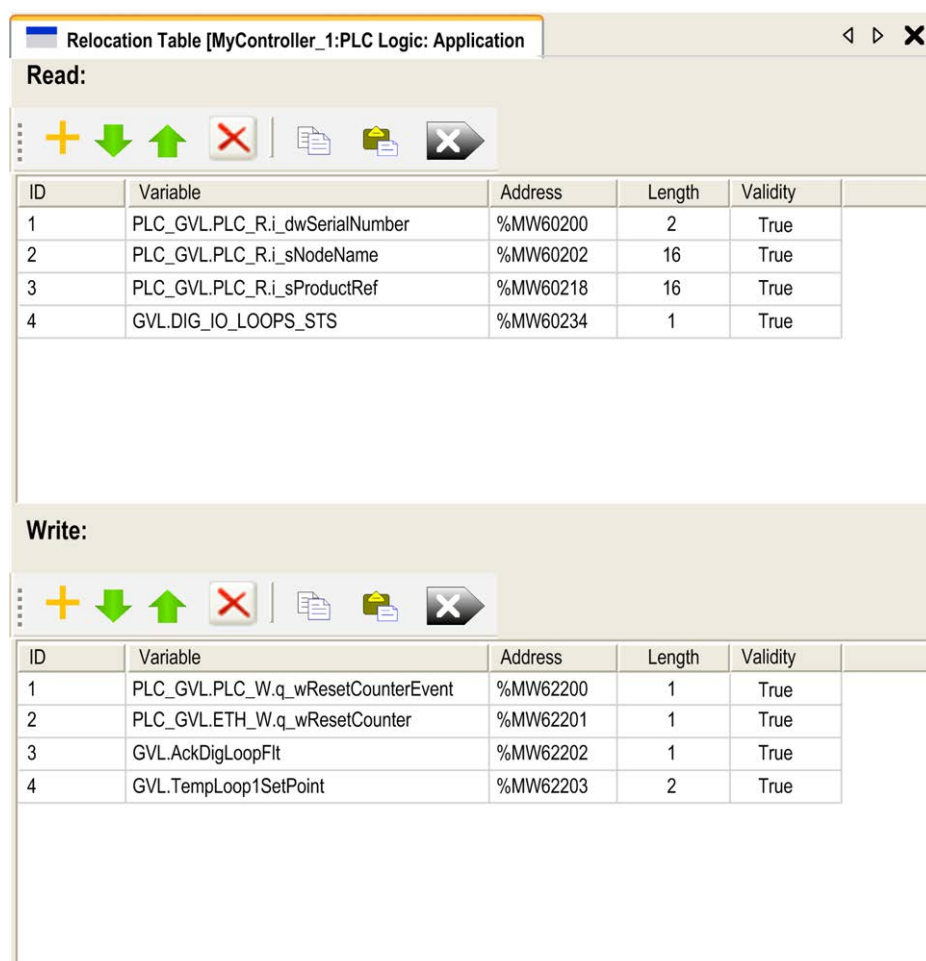 Relocation Table [MyController_1:PLC Logic: Application
Read:
ID Variable Address Length Validity
1 PLC_GVL.PLC_R.i_dwSerialNumber %MW60200 2 True
2 PLC_GVL.PLC_R.i_sNodeName %MW60202 16 True
3 PLC_GVL.PLC_R.i_sProductRef %MW60218 16 True
4 GVL.DIG_IO_LOOPS_STS %MW60234 1 True
Write:
ID Variable Address Length Validity
1 PLC_GVL.PLC_W.q_wResetCounterEvent %MW62200 1 True
2 PLC_GVL.ETH_W.q_wResetCounter %MW62201 1 True
3 GVL.AckDigLoopFlt %MW62202 1 True
4 GVL.TempLoop1SetPoint %MW62203 2 True